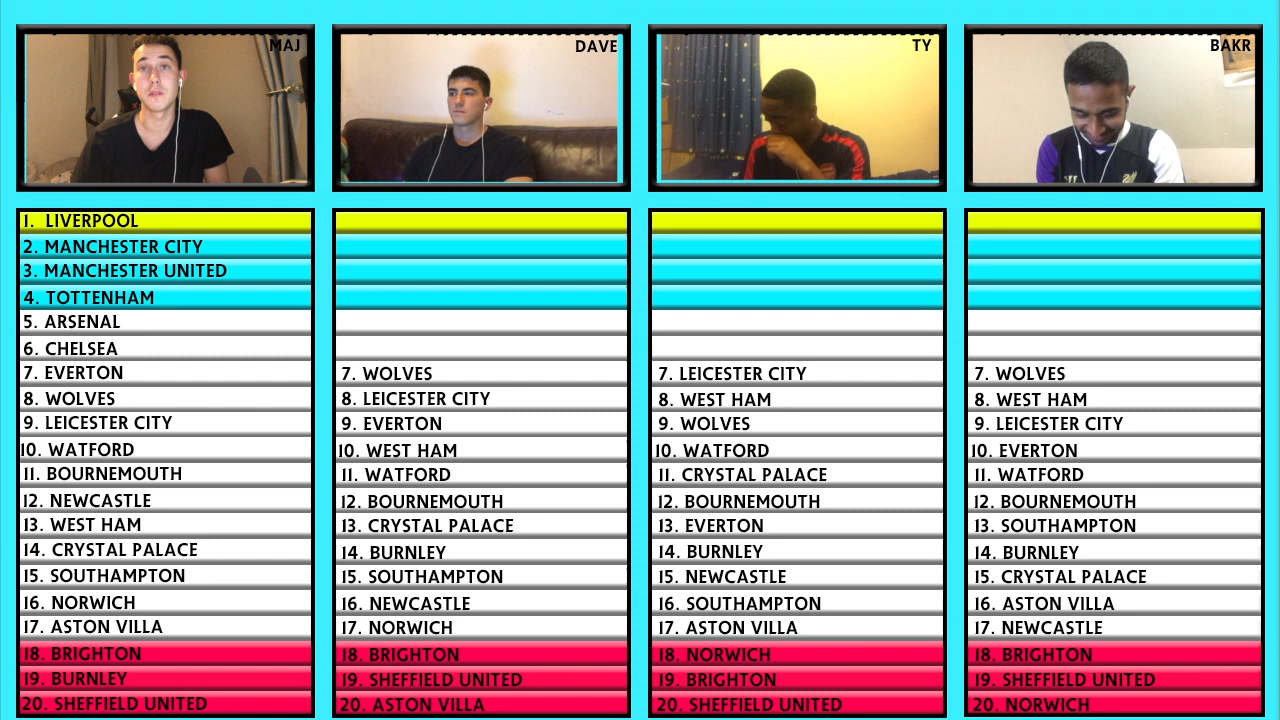 MAJ
DAVE
TY
BAKR
1. LIVERPOOL
2. MANCHESTER CITY
3. MANCHESTER UNITED
4. TOTTENHAM
5. ARSENAL
6. CHELSEA
7. EVERTON
8. WOLVES
9. LEICESTER CITY
10. WATFORD
11. BOURNEMOUTH
12. NEWCASTLE
13. WEST HAM
14. CRYSTAL PALACE
15. SOUTHAMPTON
16. NORWICH
17. ASTON VILLA
18. BRIGHTON
19. BURNLEY
20. SHEFFIELD UNITED
7. WOLVES
8. LEICESTER CITY
9. EVERTON
10. WEST HAM
11. WATFORD
12. BOURNEMOUTH
13. CRYSTAL PALACE
14. BURNLEY
15. SOUTHAMPTON
16. NEWCASTLE
17. NORWICH
18. BRIGHTON
19. SHEFFIELD UNITED
20. ASTON VILLA
7. LEICESTER CITY
8. WEST HAM
9. WOLVES
10. WATFORD
11. CRYSTAL PALACE
12. BOURNEMOUTH
13. EVERTON
14. BURNLEY
15. NEWCASTLE
16. SOUTHAMPTON
17. ASTON VILLA
18. NORWICH
19. BRIGHTON
20. SHEFFIELD UNITED
7. WOLVES
8. WEST HAM
9. LEICESTER CITY
10. EVERTON
11. WATFORD
12. BOURNEMOUTH
13. SOUTHAMPTON
14. BURNLEY
15. CRYSTAL PALACE
16. ASTON VILLA
17. NEWCASTLE
18. BRIGHTON
19. SHEFFIELD UNITED
20. NORWICH